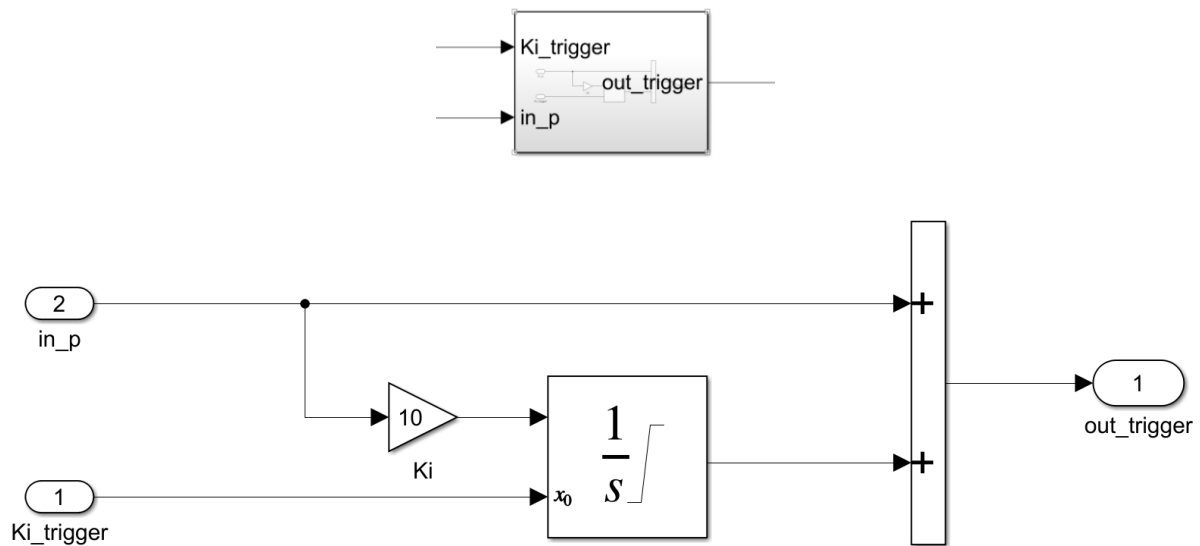 Ki_trigger
out_trigger
in_p
2
in_p
10
Ki
1
s
x0
1
Ki_trigger
+
+
1
out_trigger